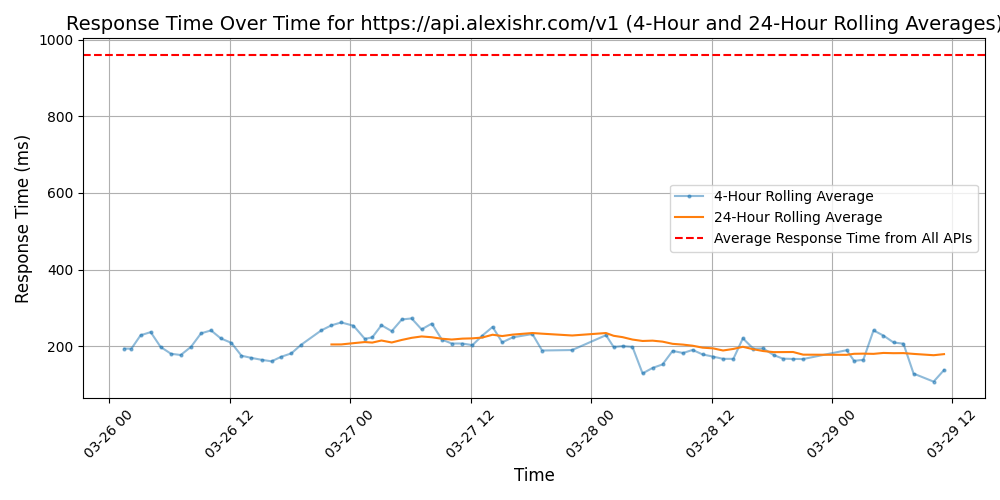 Response Time Over Time for https://api.alexishr.com/v1 (4-Hour and 24-Hour Rolling Averages)
Response Time (ms)
1000
800
600
400
200
4-Hour Rolling Average
24-Hour Rolling Average
Average Response Time from All APIs
03-26 00
03-26 12
03-27 00
03-27 12
03-28 00
03-28 12
03-29 00
03-29 12
Time